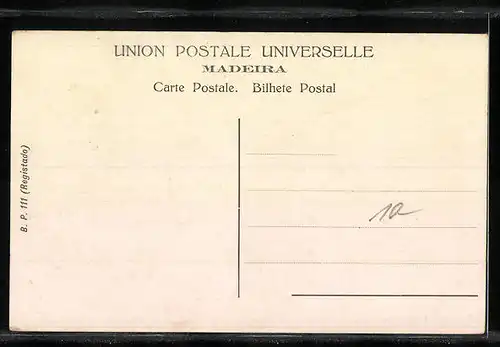 UNION POSTALE UNIVERSELLE
MADEIRA
Carte Postale. Bilhete Postal
B. P. 111 (Registado)
10